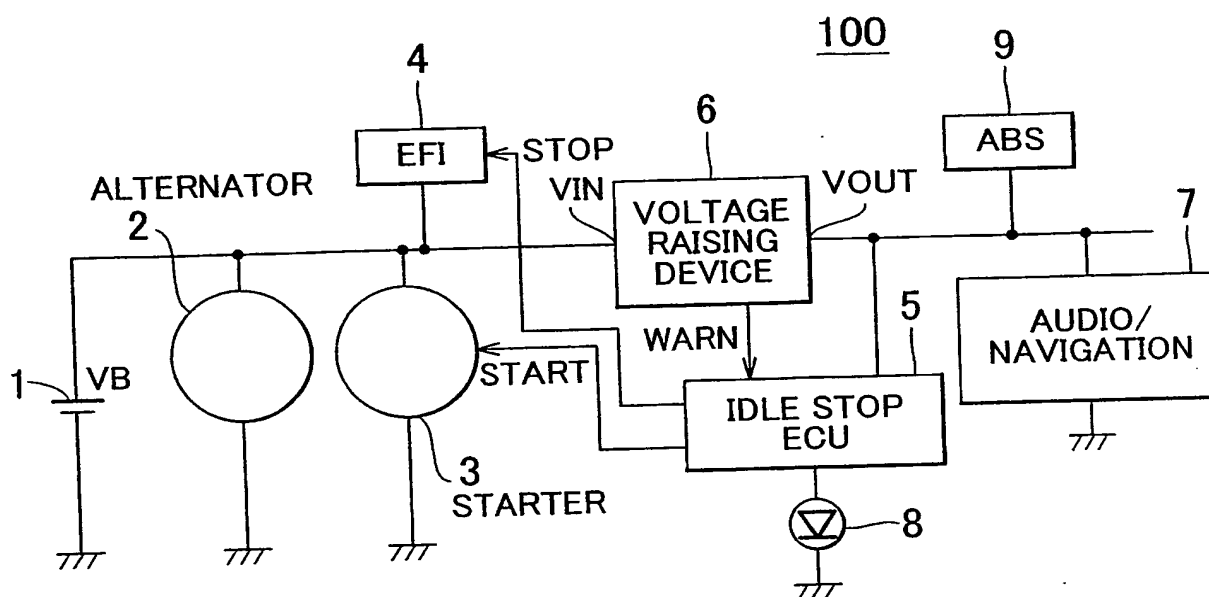 100
4
9
6
EFI
STOP
ABS
ALTERNATOR
VIN
VOUT
2
VOLTAGE
RAISING
DEVICE
7
5
WARN
AUDIO/
NAVIGATION
1
VB
START
IDLE STOP
ECU
3
STARTER
8